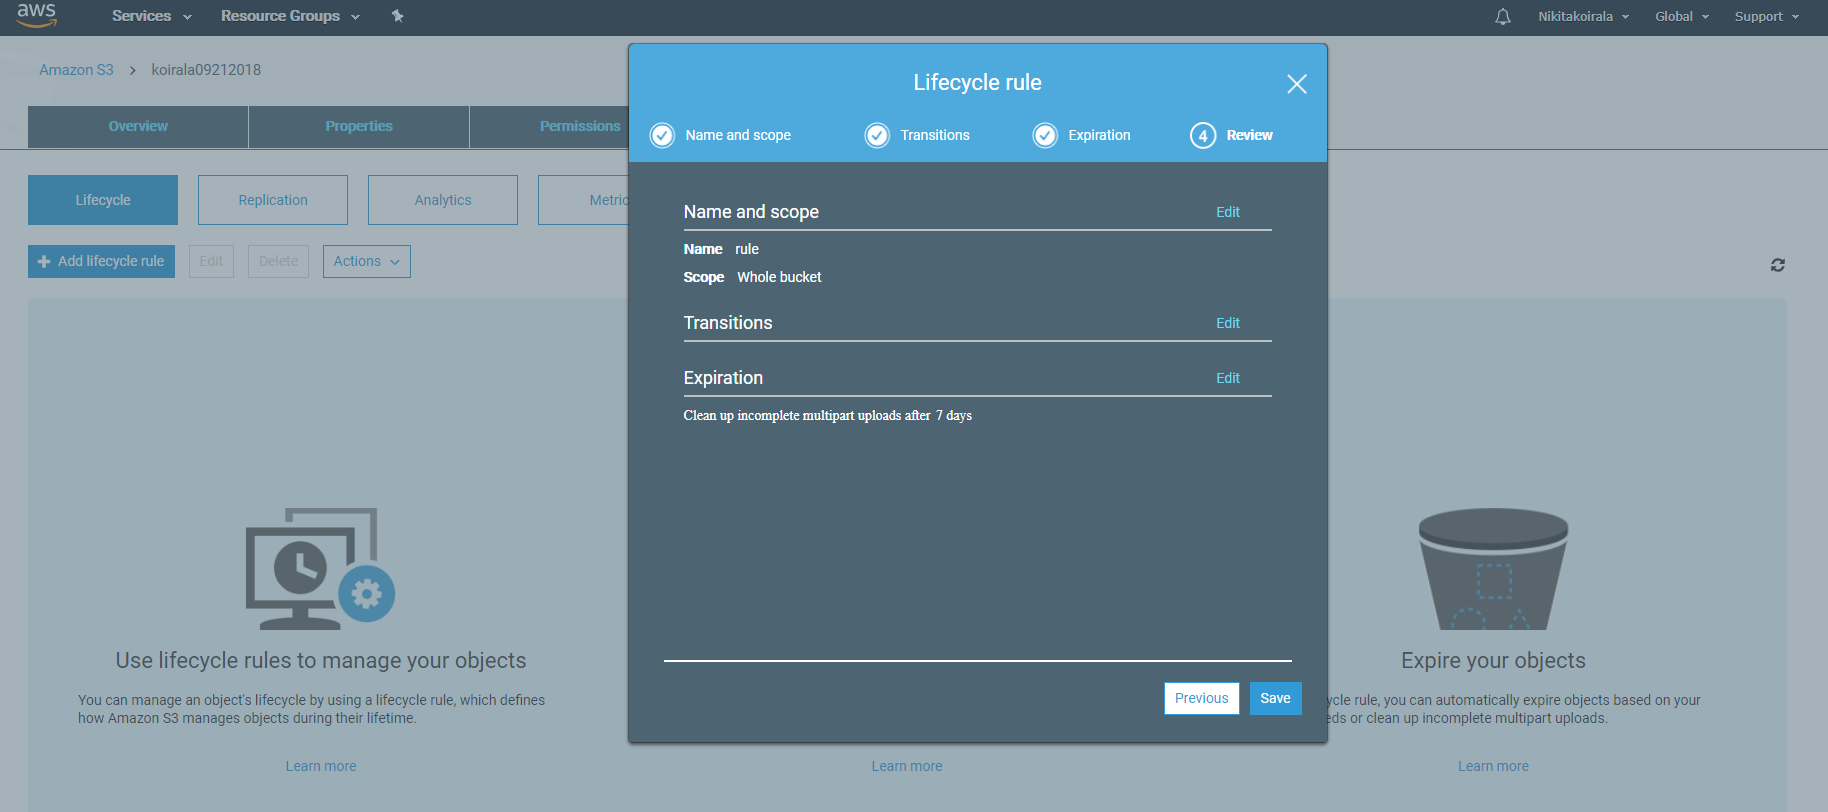 aws Services Resource Groups Nikitakoirala Global Support
Amazon S3 > koirala09212018
Overview Properties Permissions
Lifecycle Replication Analytics
Add lifecycle rule Edit Delete Actions
Lifecycle rule
Name and scope Transitions Expiration 4 Review
Name and scope Edit
Name rule
Scope Whole bucket
Transitions Edit
Expiration Edit
Clean up incomplete multipart uploads after 7 days
Previous Save
Use lifecycle rules to manage your objects
You can manage an object's lifecycle by using a lifecycle rule, which defines
how Amazon S3 manages objects during their lifetime.
Learn more
Learn more
Expire your objects
rule, you can automatically expire objects based on your
or clean up incomplete multipart uploads.
Learn more